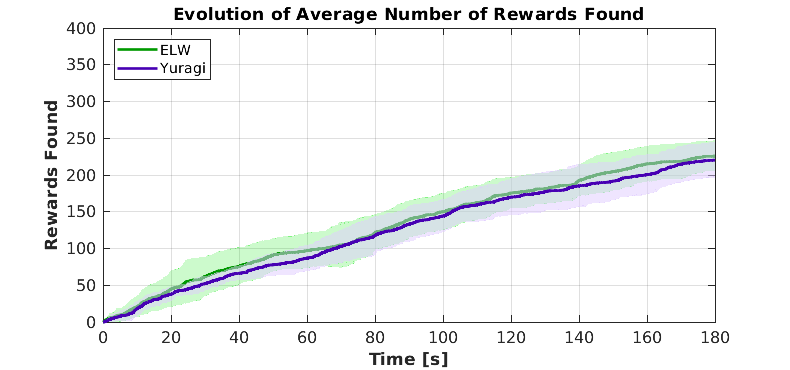 Evolution of Average Number of Rewards Found
400
350
300
250
200
150
100
50
0
Rewards Found
ELW
Yuragi
0 20 40 60 80 100 120 140 160 180
Time [s]